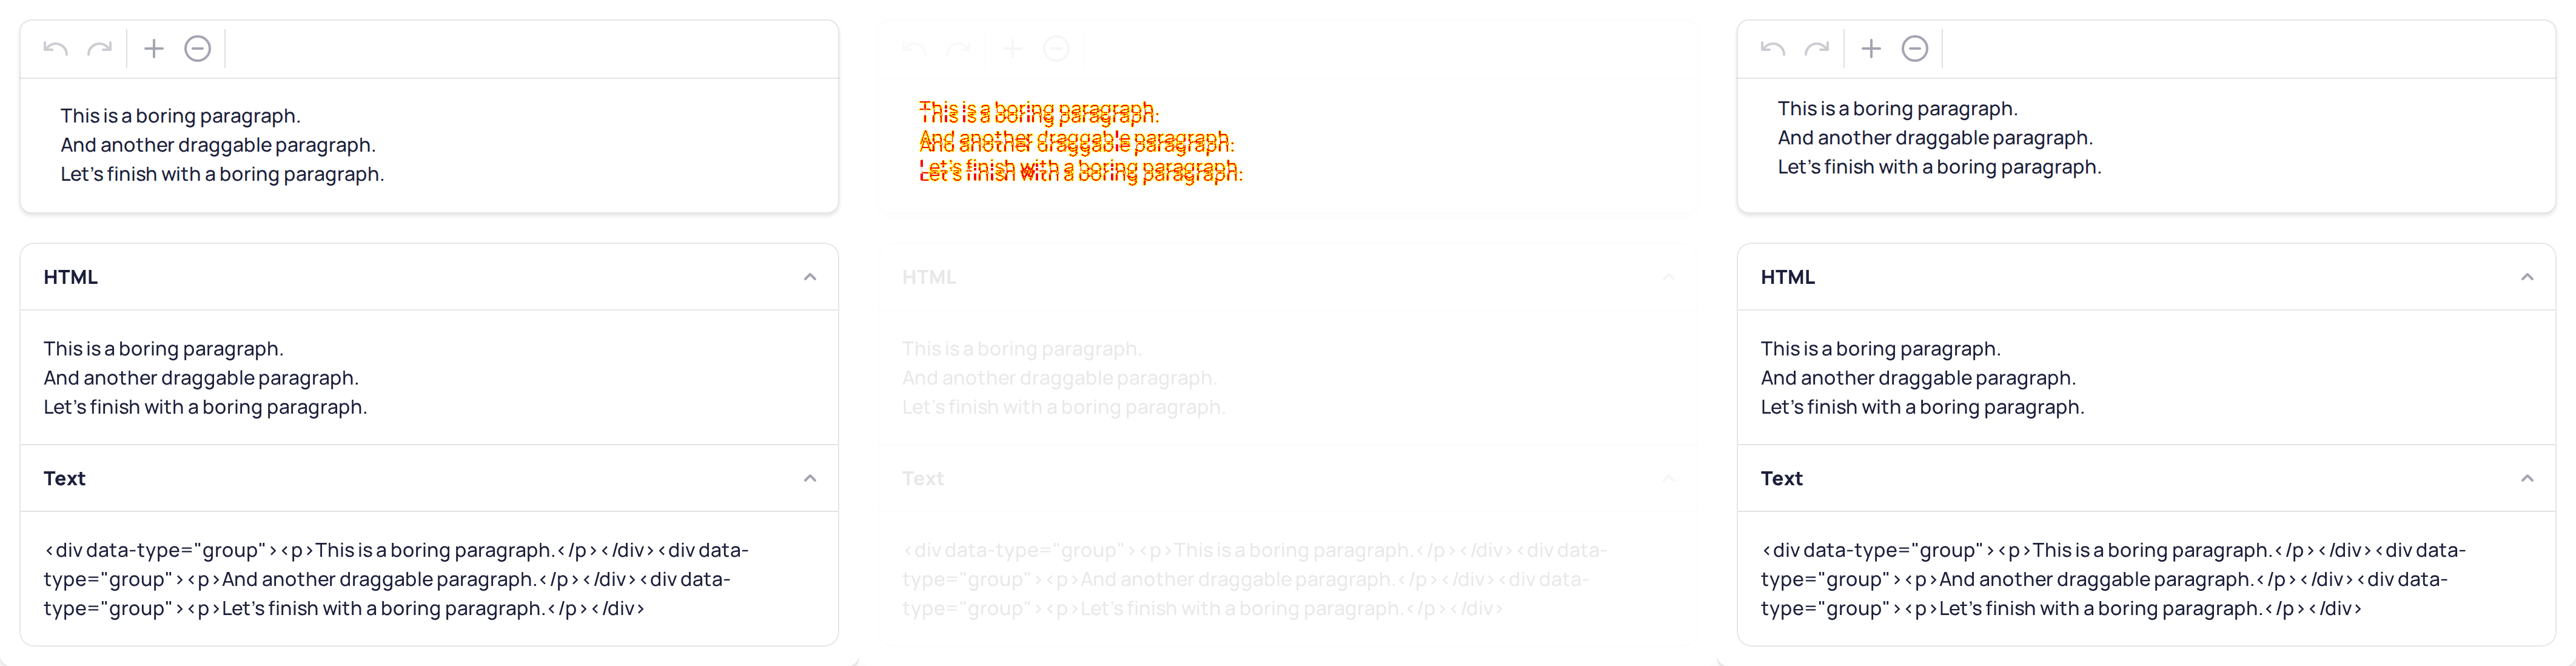 This is a boring paragraph.
And another draggable paragraph.
Let's finish with a boring paragraph.
HTML
This is a boring paragraph.
And another draggable paragraph.
Let's finish with a boring paragraph.
Text
<div data-type="group"><p>This is a boring paragraph.</p></div><div data-
type="group"><p>And another draggable paragraph.</p></div><div data-
type="group"><p>Let's finish with a boring paragraph.</p></div>
This is a boring paragraph.
And another draggable paragraph.
Let's finish with a boring paragraph.
HTML
This is a boring paragraph.
And another draggable paragraph.
Let's finish with a boring paragraph.
Text
<div data-type="group"><p>This is a boring paragraph.</p></div><div data-
type="group"><p>And another draggable paragraph.</p></div><div data-
type="group"><p>Let's finish with a boring paragraph.</p></div>
This is a boring paragraph.
And another draggable paragraph.
Let's finish with a boring paragraph.
HTML
This is a boring paragraph.
And another draggable paragraph.
Let's finish with a boring paragraph.
Text
<div data-type="group"><p>This is a boring paragraph.</p></div><div data-
type="group"><p>And another draggable paragraph.</p></div><div data-
type="group"><p>Let's finish with a boring paragraph.</p></div>